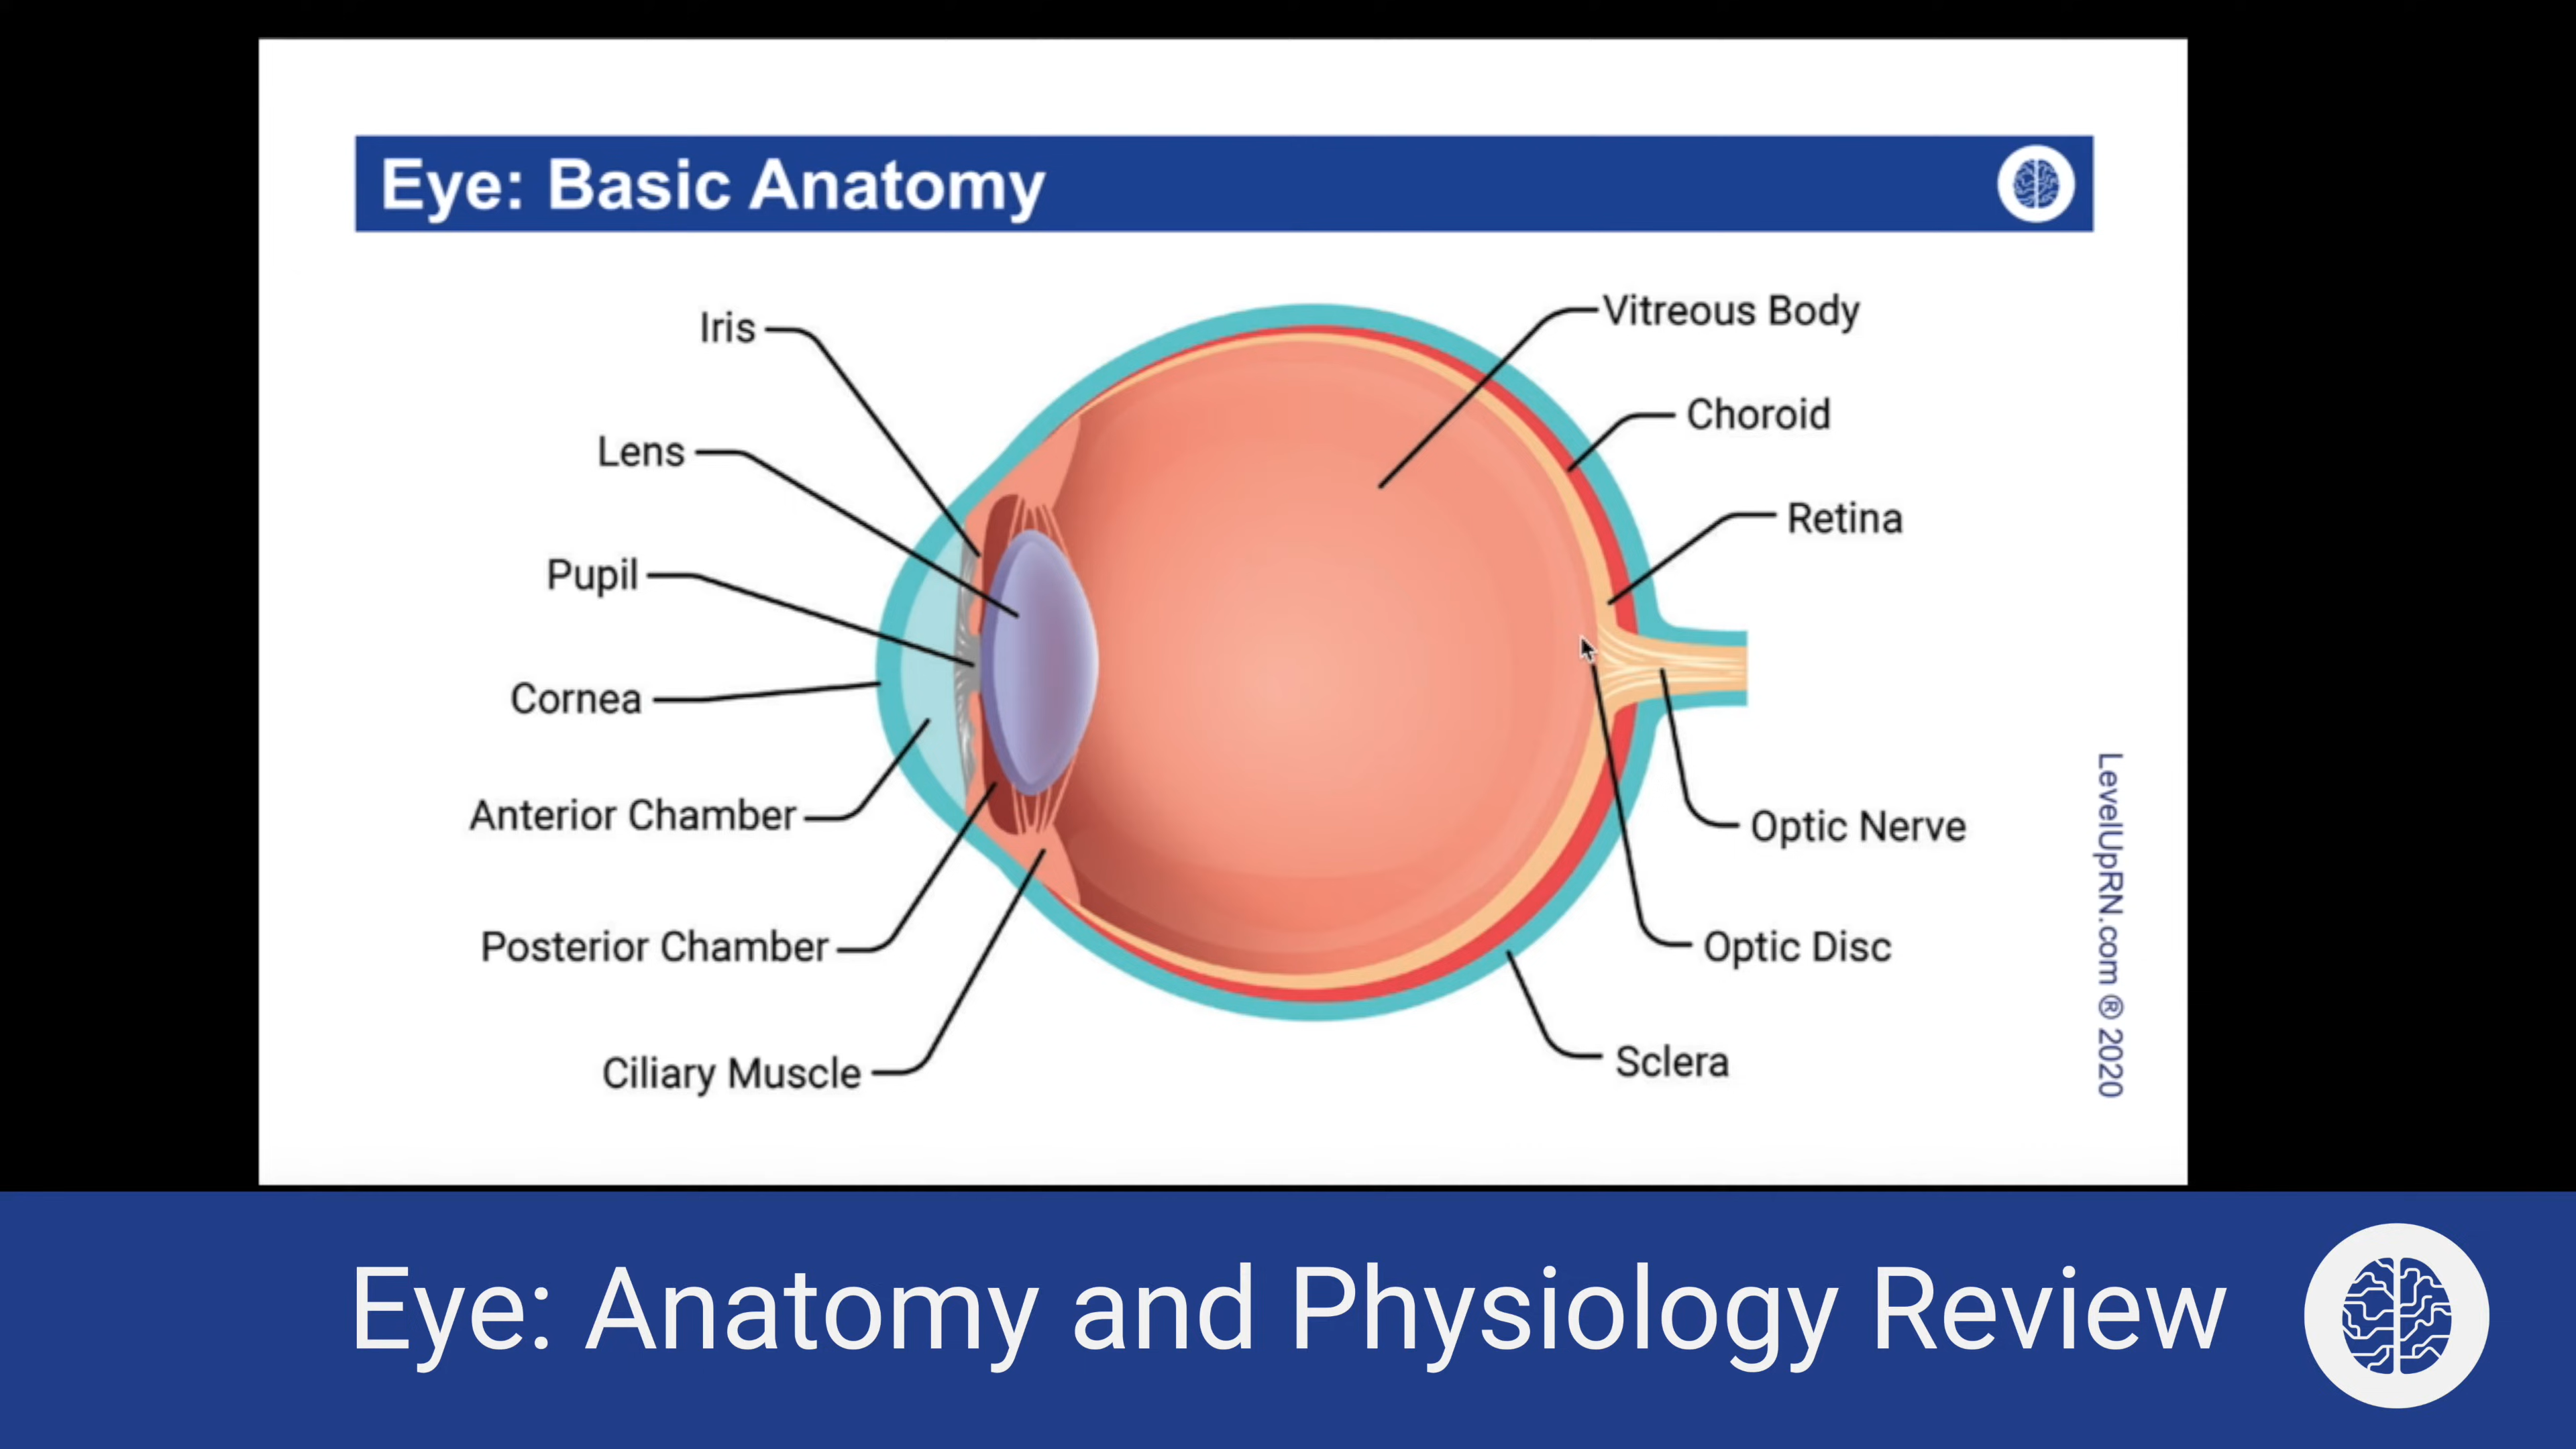 Eye: Basic Anatomy
Iris
Lens
Pupil
Cornea
Anterior Chamber
Posterior Chamber
Ciliary Muscle
Vitreous Body
Choroid
Retina
Optic Nerve
Optic Disc
Sclera
LevelUpRN.com ® 2020
Eye: Anatomy and Physiology Review